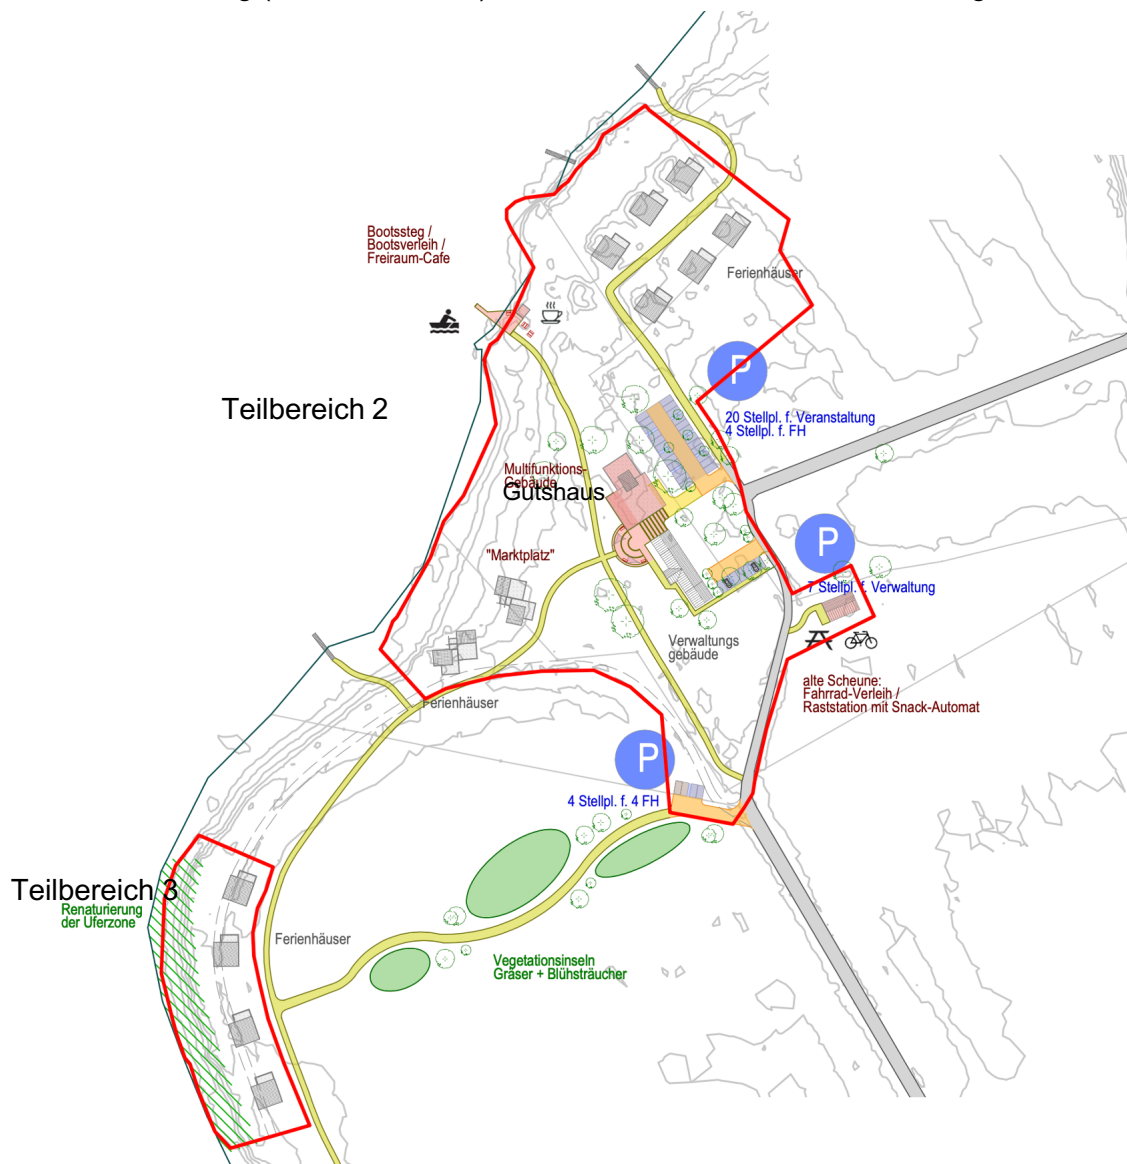 Bootssteg /
Bootsverleih /
Freiraum-Cafe
Ferienhäuser
P
Teilbereich 2
20 Stellpl. f. Veranstaltung
4 Stellpl. f. FH
Multifunktions-
Gebäude
Gutshaus
P
"Marktplatz"
7 Stellpl. f. Verwaltung
Verwaltungs
gebäude
alte Scheune:
Fahrrad-Verleih /
Raststation mit Snack-Automat
Ferienhäuser
P
4 Stellpl. f. 4 FH
Teilbereich 3
Renaturierung
der Uferzone
Ferienhäuser
Vegetationsinseln
Gräser + Blühsträucher